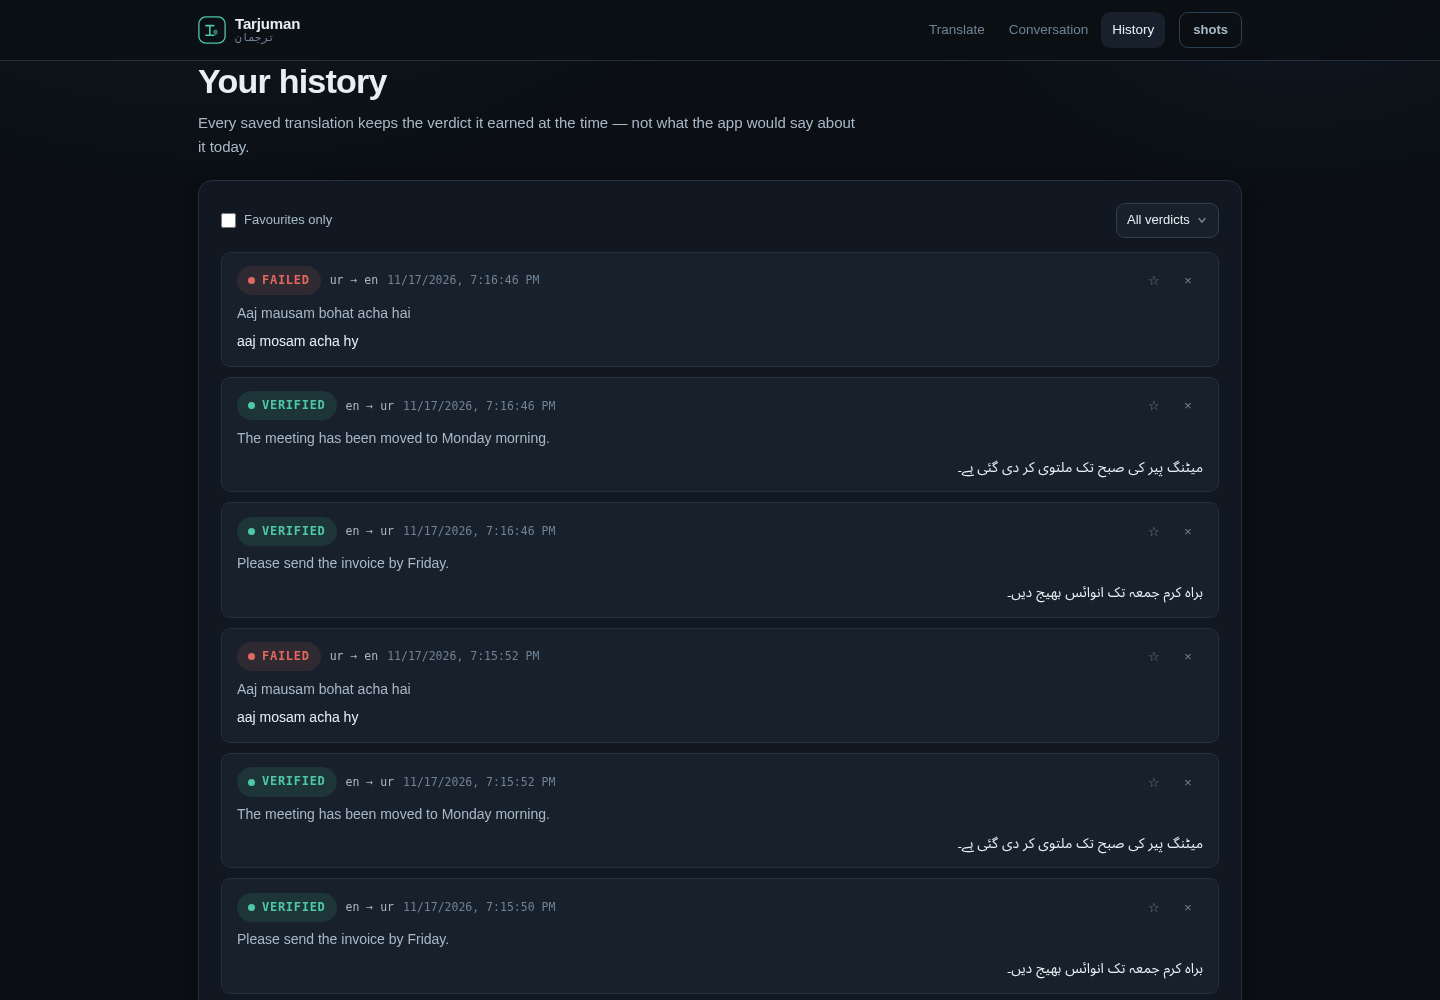 Tarjuman
ترجمان
Translate
Conversation
History
shots
Your history
Every saved translation keeps the verdict it earned at the time — not what the app would say about
it today.
Favourites only
All verdicts
FAILED ur → en 11/17/2026, 7:16:46 PM ☆ ×
Aaj mausam bohat acha hai
aaj mosam acha hy
VERIFIED en → ur 11/17/2026, 7:16:46 PM ☆ ×
The meeting has been moved to Monday morning.
میٹنگ پیر کی صبح تک ملتوی کر دی گئی ہے۔
VERIFIED en → ur 11/17/2026, 7:16:46 PM ☆ ×
Please send the invoice by Friday.
براہ کرم جمعہ تک انوائس بھیج دیں۔
FAILED ur → en 11/17/2026, 7:15:52 PM ☆ ×
Aaj mausam bohat acha hai
aaj mosam acha hy
VERIFIED en → ur 11/17/2026, 7:15:52 PM ☆ ×
The meeting has been moved to Monday morning.
میٹنگ پیر کی صبح تک ملتوی کر دی گئی ہے۔
VERIFIED en → ur 11/17/2026, 7:15:50 PM ☆ ×
Please send the invoice by Friday.
براہ کرم جمعہ تک انوائس بھیج دیں۔